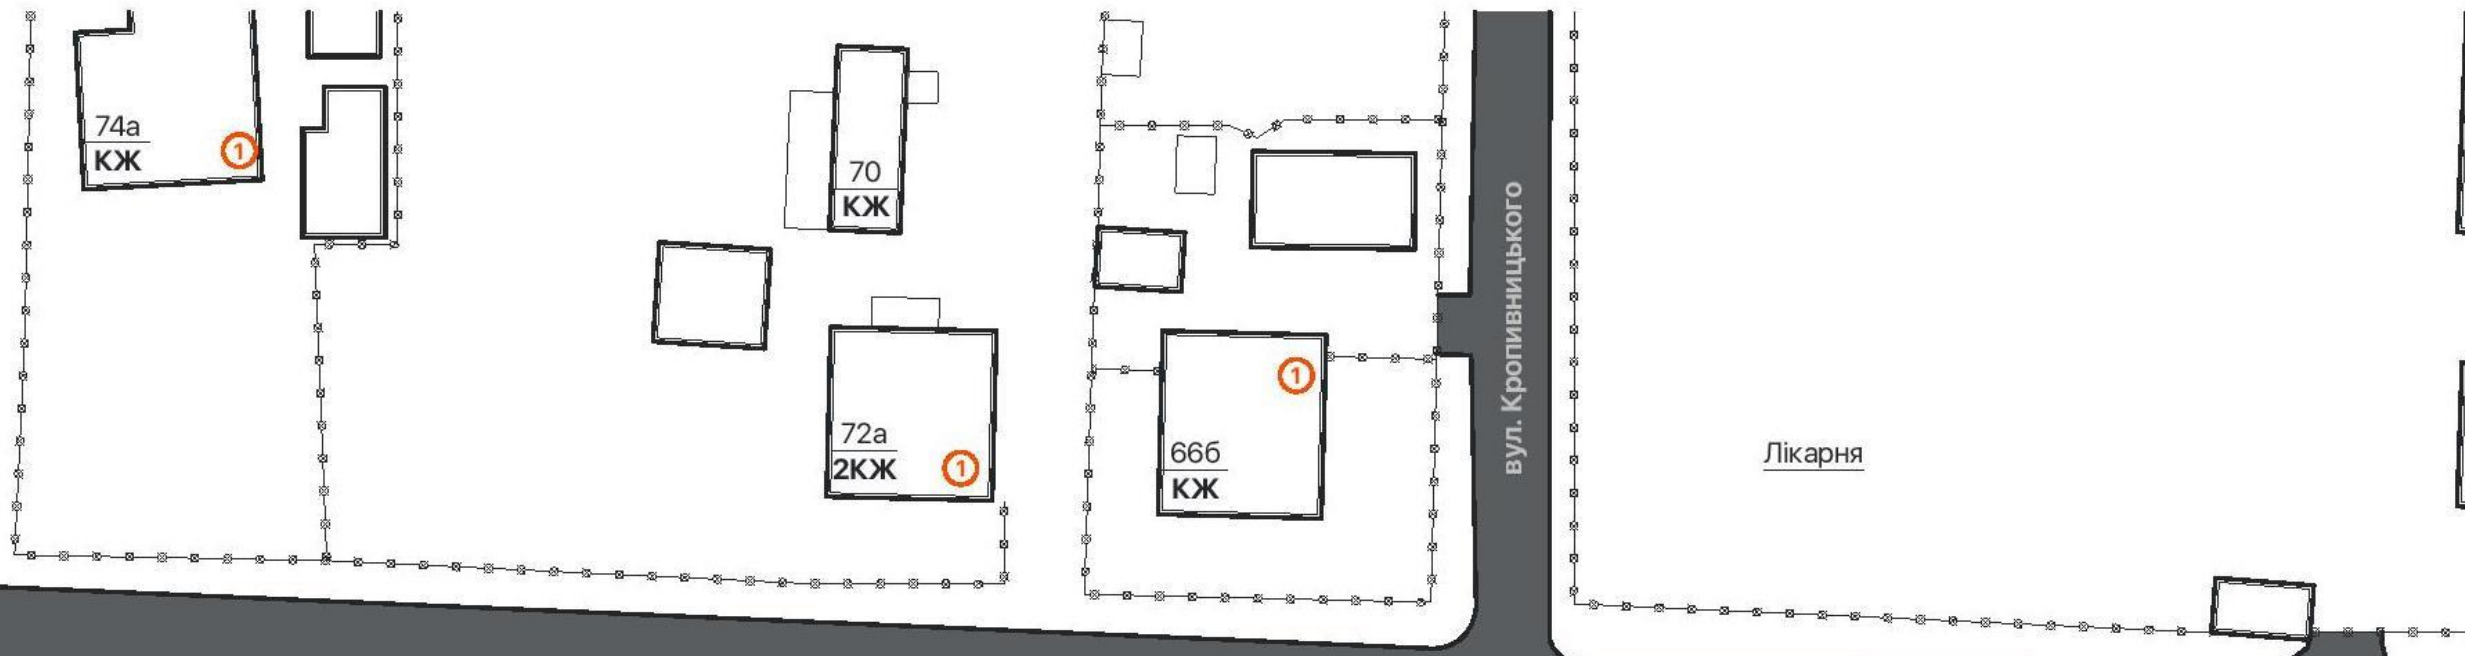 74а
КЖ
1
70
КЖ
72а
2КЖ
1
66б
КЖ
1
вул. Кропивницького
Лікарня